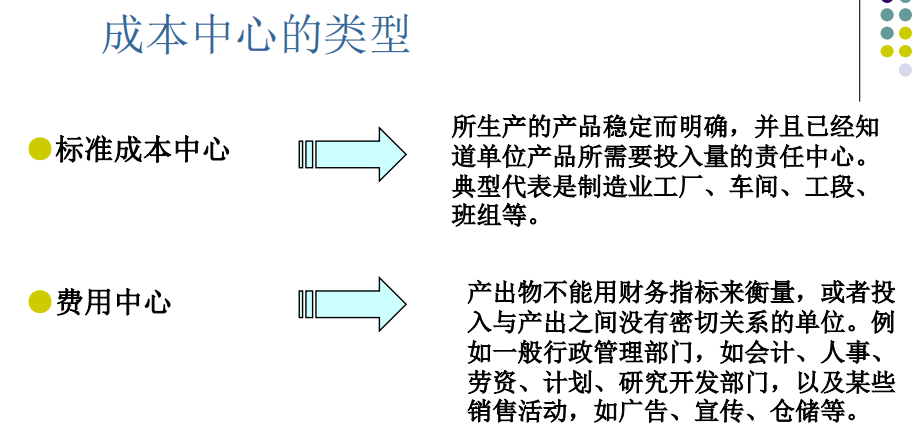 成本中心的类型
标准成本中心
所生产的产品稳定而明确，并且已经知
道单位产品所需要投入量的责任中心。
典型代表是制造业工厂、车间、工段、
班组等。
费用中心
产出物不能用财务指标来衡量，或者投
入与产出之间没有密切关系的单位。例
如一般行政管理部门，如会计、人事、
劳资、计划、研究开发部门，以及某些
销售活动，如广告、宣传、仓储等。